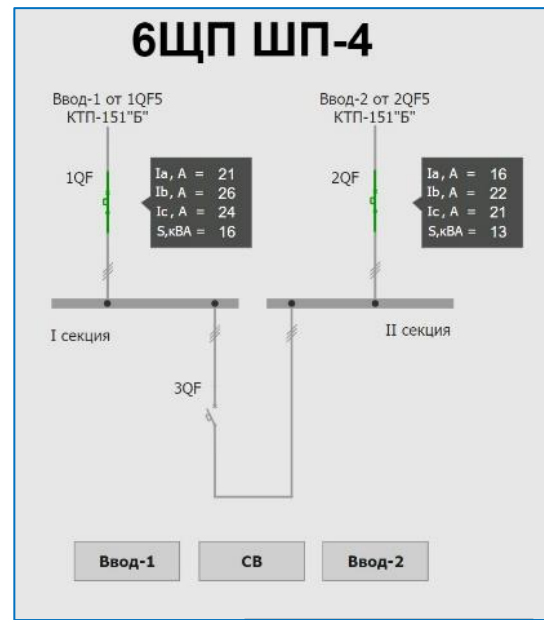 6ЩП ШП-4
Ввод-1 от 1QF5
КТП-151"Б"
Ввод-2 от 2QF5
КТП-151"Б"
1QF
Ia, A = 21
Ib, A = 26
Ic, A = 24
S,кВА = 16
2QF
Ia, A = 16
Ib, A = 22
Ic, A = 21
S,кВА = 13
I секция
II секция
3QF
Ввод-1
СВ
Ввод-2